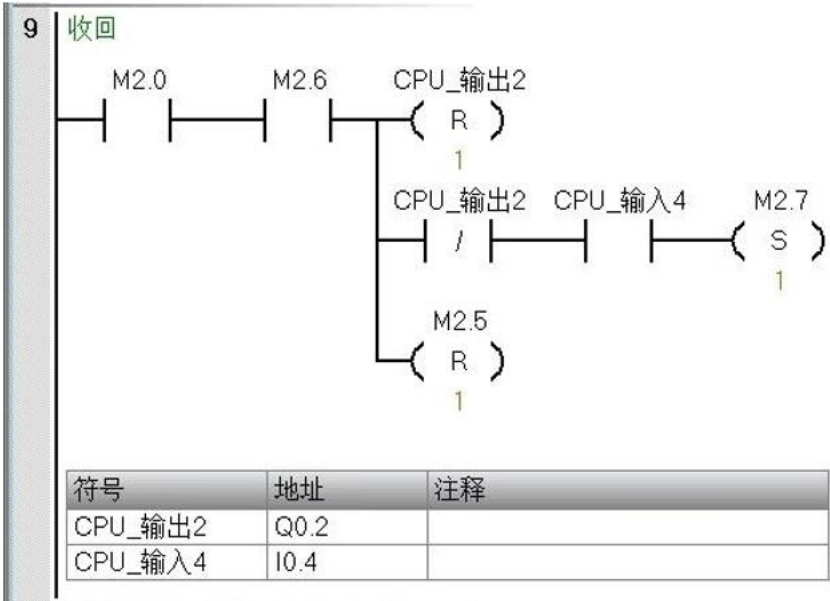 9 收回
M2.0 M2.6 CPU_输出2
R
1
CPU_输出2 CPU_输入4 M2.7
/ S
1
M2.5
R
1
符号 地址 注释
CPU_输出2 Q0.2
CPU_输入4 I0.4